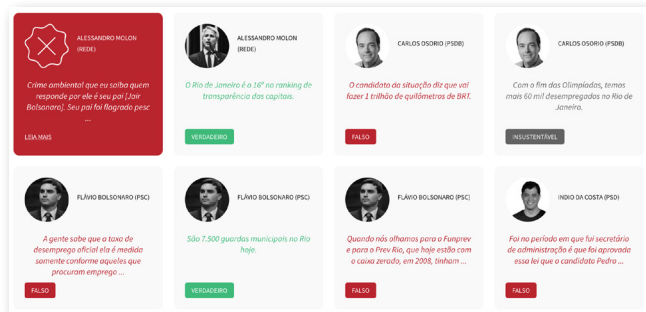 ALESSANDRO MOLON
(REDE)
Crime ambiental que eu saiba quem
responde por ele é seu pai [Jair
Bolsonaro]. Seu pai foi flagrado pesc
...
LEIA MAIS
ALESSANDRO MOLON
(REDE)
O Rio de Janeiro é a 16ª no ranking de
transparência das capitais.
VERDADEIRO
CARLOS OSORIO (PSDB)
O candidato da situação diz que vai
fazer 1 trilhão de quilômetros de BRT.
FALSO
CARLOS OSORIO (PSDB)
Com o fim das Olimpíadas, temos
mais 60 mil desempregados no Rio de
Janeiro.
INSUSTENTÁVEL
FLÁVIO BOLSONARO (PSC)
A gente sabe que a taxa de
desemprego oficial ela é medida
somente conforme aqueles que
procuram emprego ...
FALSO
FLÁVIO BOLSONARO (PSC)
São 7.500 guardas municipais no Rio
hoje.
VERDADEIRO
FLÁVIO BOLSONARO (PSC)
Quando nós olhamos para o Funprev
e para o Prev Rio, que hoje estão com
o caixa zerado, em 2008, tinham ...
FALSO
INDIO DA COSTA (PSD)
Foi no período em que fui secretário
de administração é que foi aprovada
essa lei que o candidato Pedro ...
FALSO